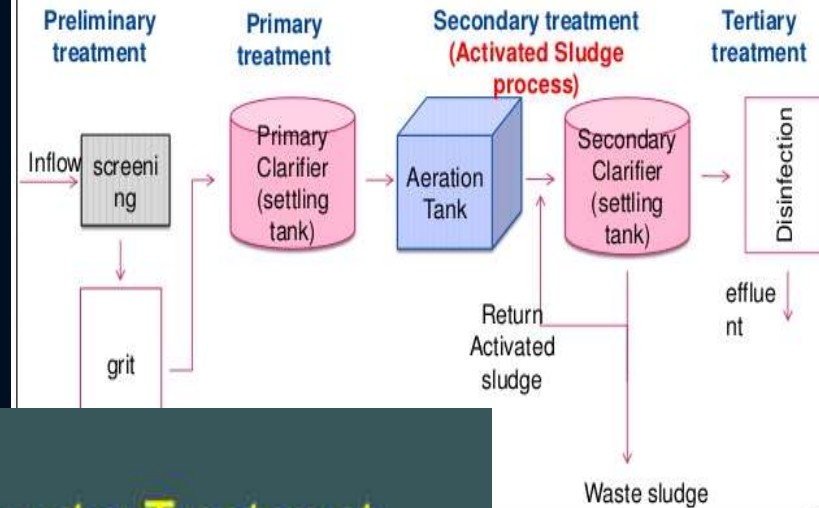 Preliminary
treatment
Primary
treatment
Secondary treatment
(Activated Sludge
process)
Tertiary
treatment
Inflow
screeni
ng
grit
Primary
Clarifier
(settling
tank)
Aeration
Tank
Secondary
Clarifier
(settling
tank)
Disinfection
efflue
nt
Return
Activated
sludge
Waste sludge